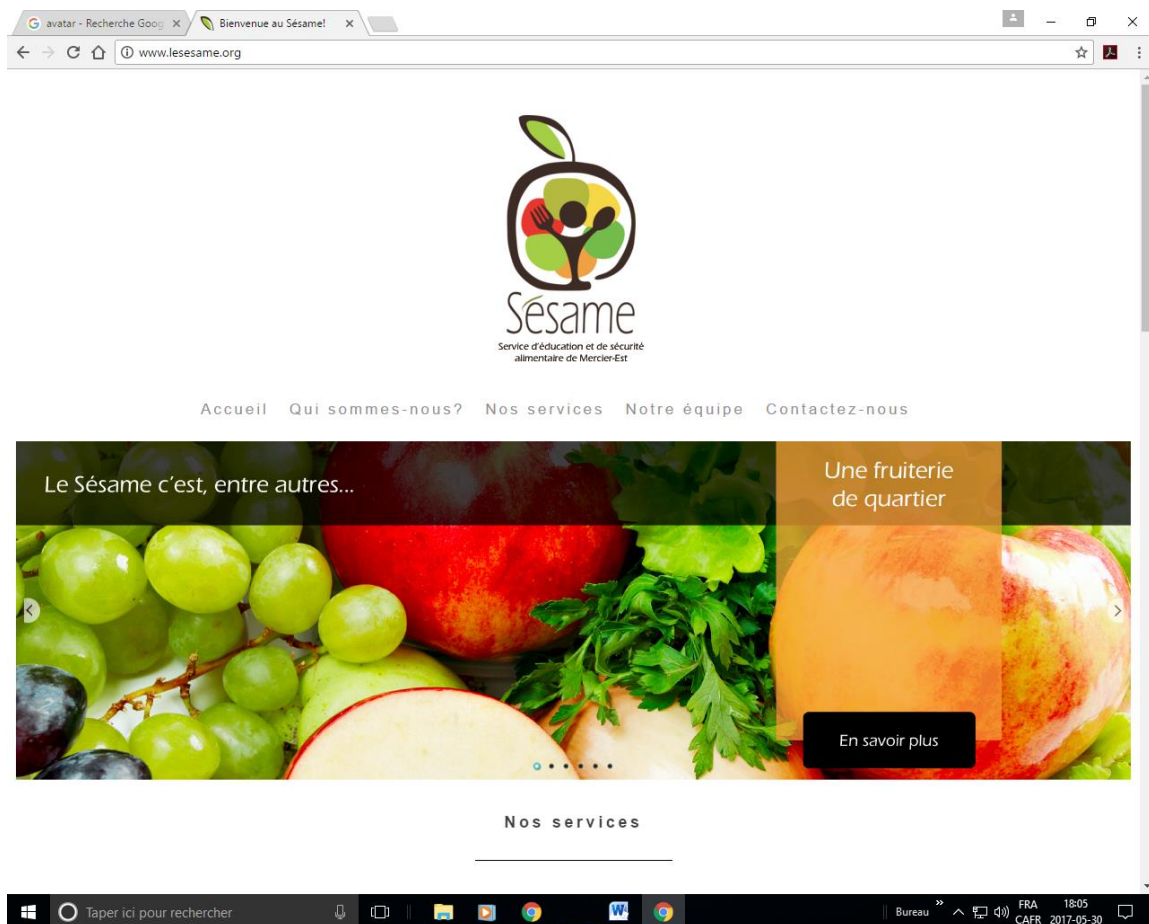 avatar - Recherche Goog
Bienvenue au Sésame!
www.lesesame.org
Sésame
Service d'éducation et de sécurité
alimentaire de Mercier-Est
Accueil Qui sommes-nous? Nos services Notre équipe Contactez-nous
Le Sésame c'est, entre autres...
Une fruiterie
de quartier
En savoir plus
Nos services
Taper ici pour rechercher
Bureau
FRA
CAFR
18:05
2017-05-30